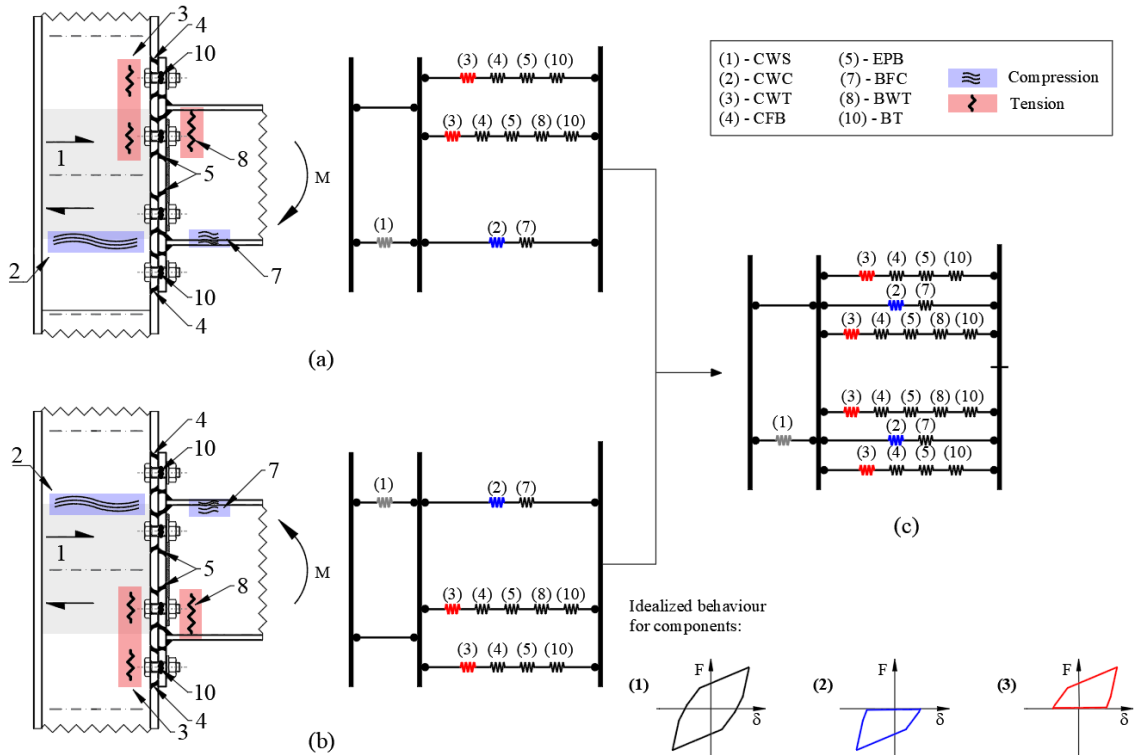 3
4
10
1
8
5
M
2
7
10
4
(a)
(3) (4) (5) (10)
(3) (4) (5) (8) (10)
(1) (2) (7)
(1) - CWS (5) - EPB
(2) - CWC (7) - BFC
(3) - CWT (8) - BWT
(4) - CFB (10) - BT
Compression
Tension
(3) (4) (5) (10)
(2) (7)
(3) (4) (5) (8) (10)
(3) (4) (5) (8) (10)
(1) (2) (7)
(3) (4) (5) (10)
(c)
4
10
2
7
1
5
M
8
10
4
3
(b)
(1) (2) (7)
(3) (4) (5) (8) (10)
(3) (4) (5) (10)
Idealized behaviour
for components:
(1) F δ
(2) F δ
(3) F δ